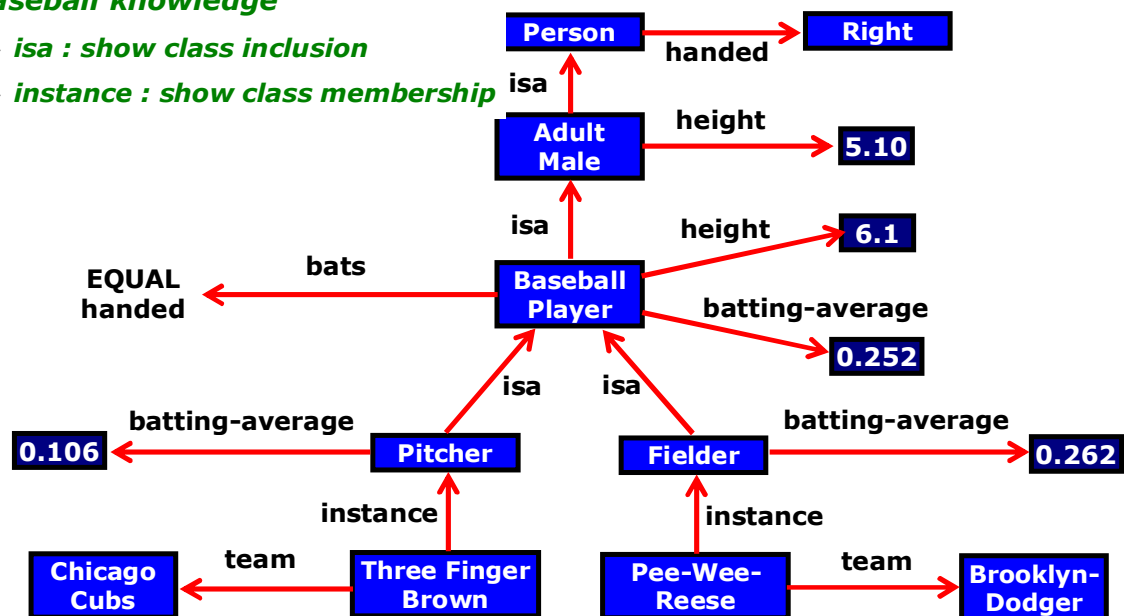 aseball knowledge
isa : show class inclusion
instance : show class membership
Person
handed
Right
isa
Adult
Male
height
5.10
isa
height
6.1
EQUAL
handed
bats
Baseball
Player
batting-average
0.252
isa
isa
batting-average
0.106
Pitcher
Fielder
batting-average
0.262
instance
instance
Chicago
Cubs
team
Three Finger
Brown
Pee-Wee-
Reese
team
Brooklyn-
Dodger